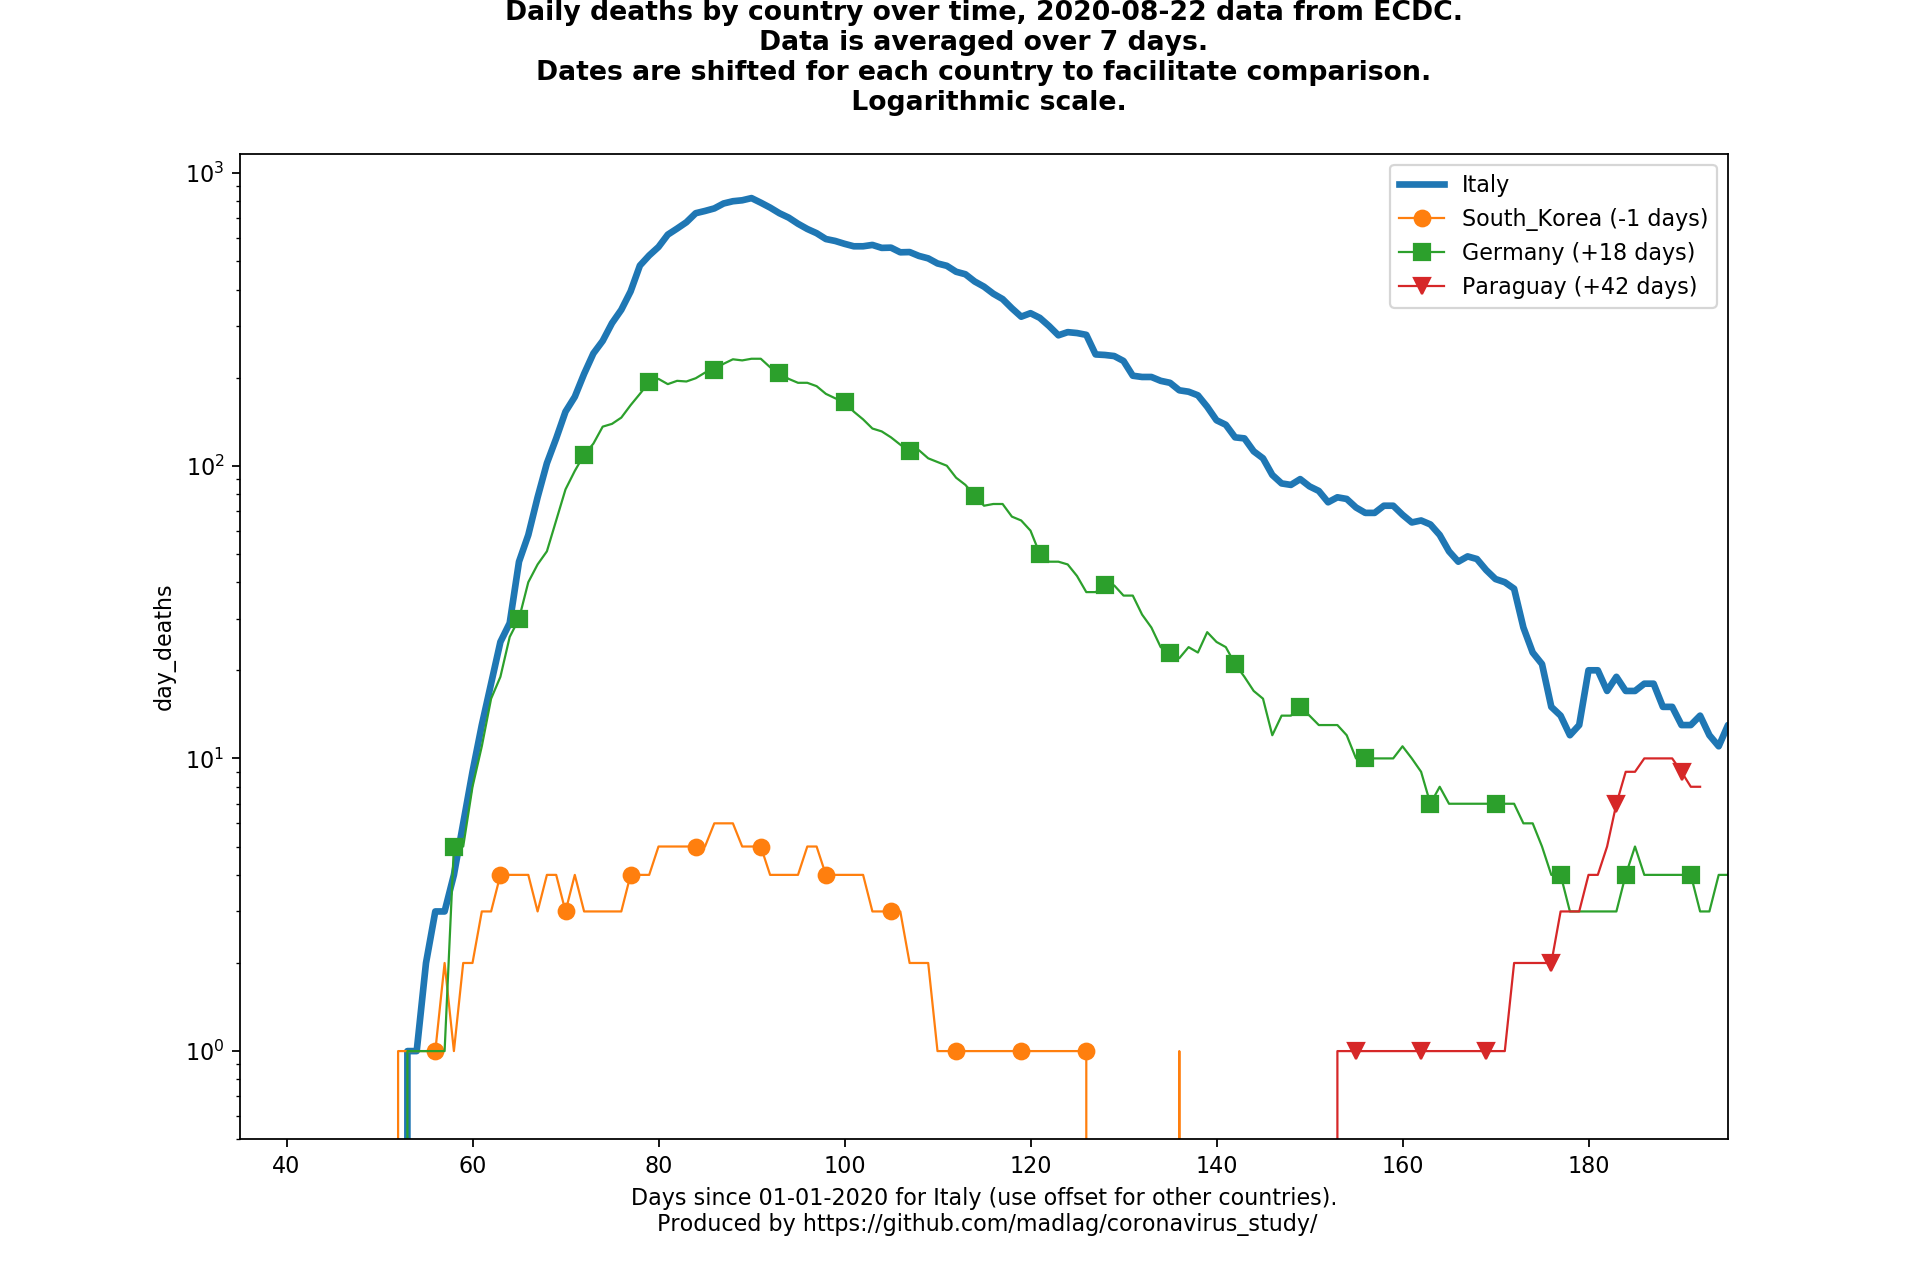 Daily deaths by country over time, 2020-08-22 data from ECDC.
Data is averaged over 7 days.
Dates are shifted for each country to facilitate comparison.
Logarithmic scale.
10³
10²
10¹
10⁰
day_deaths
Italy
South_Korea (-1 days)
Germany (+18 days)
Paraguay (+42 days)
40 60 80 100 120 140 160 180
Days since 01-01-2020 for Italy (use offset for other countries).
Produced by https://github.com/madlag/coronavirus_study/